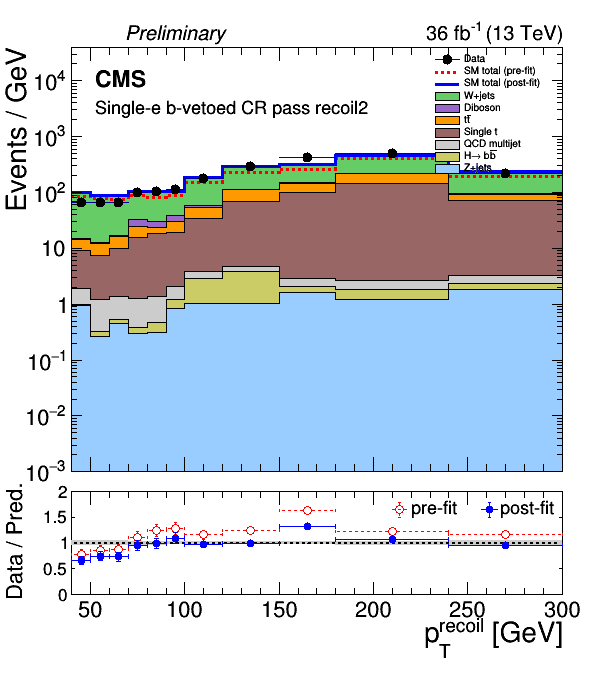 Preliminary
36 fb⁻¹ (13 TeV)
CMS
Single-e b-vetoed CR pass recoil2
Data
SM total (pre-fit)
SM total (post-fit)
W+jets
Diboson
tt̅
Single t
QCD multijet
H→ bb̅
Z+jets
Events / GeV
10⁴
10³
10²
10
1
10⁻¹
10⁻²
10⁻³
pre-fit
post-fit
Data / Pred.
2
1.5
1
0.5
0
50 100 150 200 250 300
p_T^recoil [GeV]